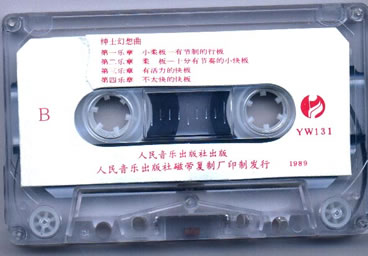 绅士幻想曲
第一乐章 小柔板—有节制的行板
第二乐章 柔 板—十分有节奏的小快板
第三乐章 有活力的快板
第四乐章 不太快的快板
B
YW131
人民音乐出版社出版
人民音乐出版社磁带复制厂印制发行 1989